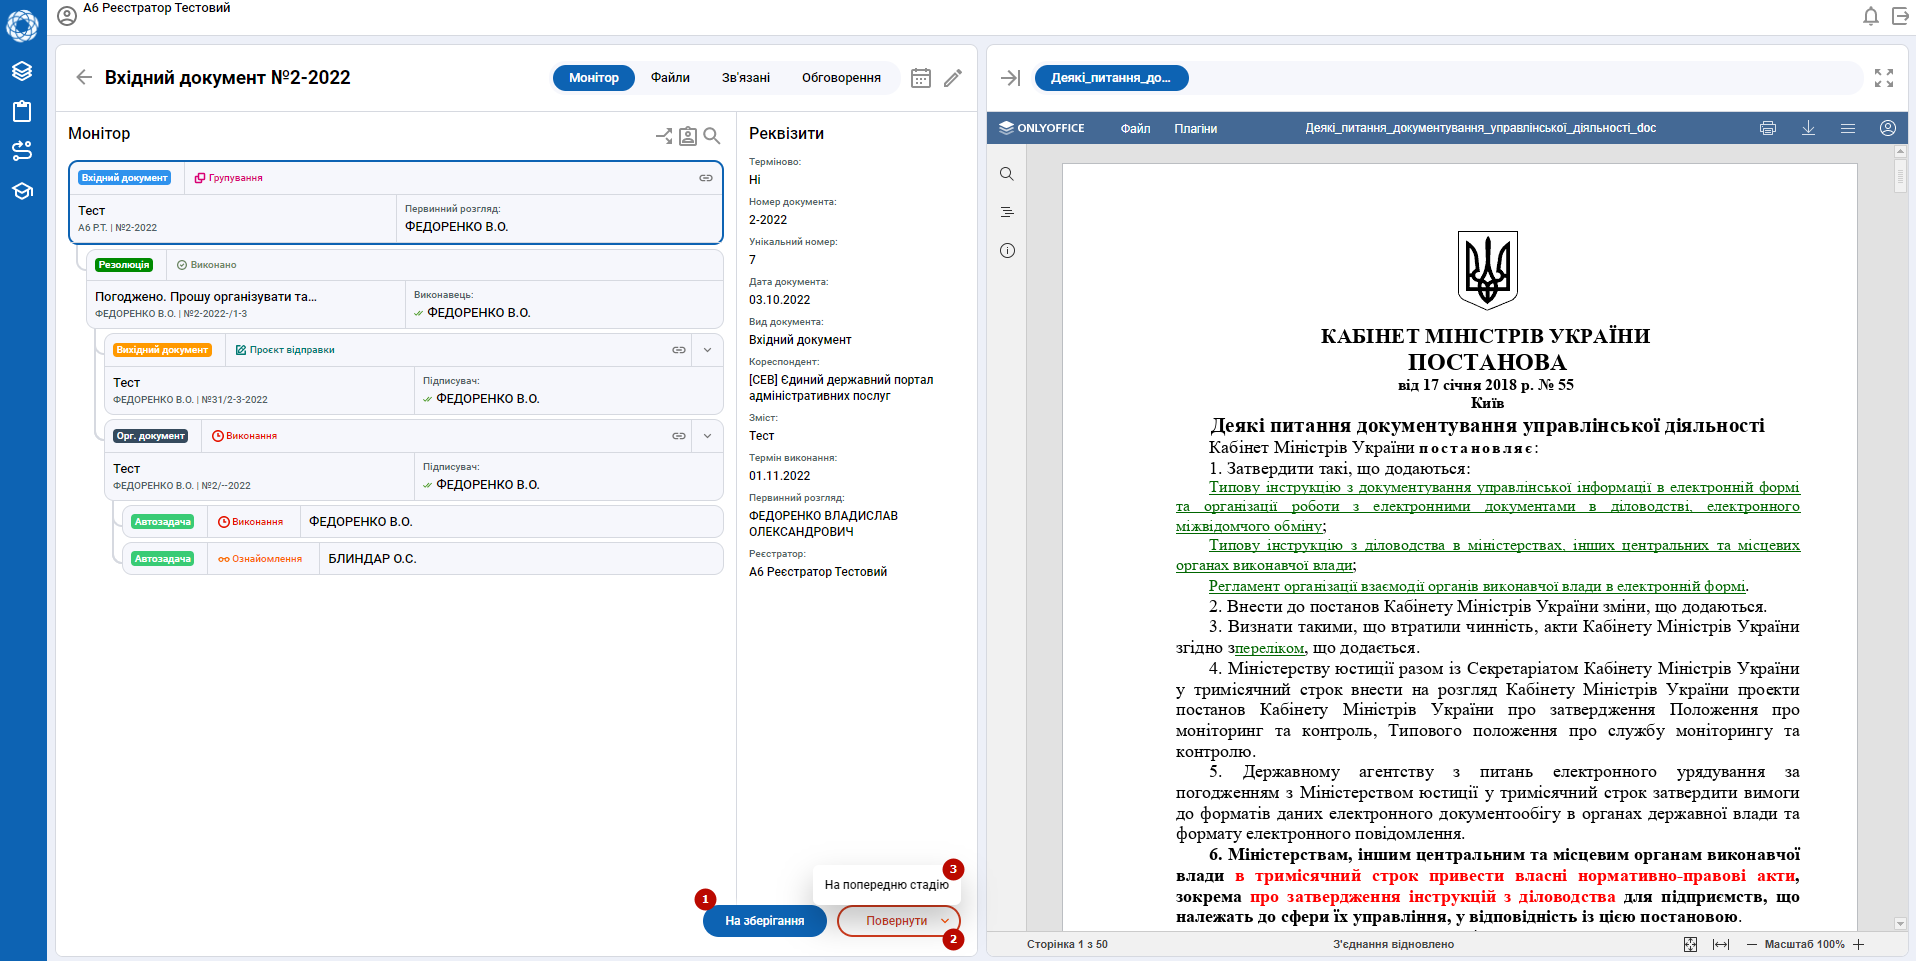 А6 Реєстратор Тестовий
Вхідний документ №2-2022
Монітор
Файли
Зв'язані
Обговорення
Монітор
Вхідний документ
Групування
Тест
А6 Р.Т. | №2-2022
Первинний розгляд:
ФЕДОРЕНКО В.О.
Резолюція
Виконано
Погоджено. Прошу організувати та...
ФЕДОРЕНКО В.О. | №2-2022-/1-3
Виконавець:
ФЕДОРЕНКО В.О.
Вихідний документ
Проєкт відправки
Тест
ФЕДОРЕНКО В.О. | №31/2-3-2022
Підписувач:
ФЕДОРЕНКО В.О.
Орг. документ
Виконання
Тест
ФЕДОРЕНКО В.О. | №2/--2022
Підписувач:
ФЕДОРЕНКО В.О.
Автозадача
Виконання
ФЕДОРЕНКО В.О.
Автозадача
Ознайомлення
БЛИНДАР О.С.
Реквізити
Терміново:
Ні
Номер документа:
2-2022
Унікальний номер:
7
Дата документа:
03.10.2022
Вид документа:
Вхідний документ
Кореспондент:
[СЕВ] Єдиний державний портал
адміністративних послуг
Зміст:
Тест
Термін виконання:
01.11.2022
Первинний розгляд:
ФЕДОРЕНКО ВЛАДИСЛАВ
ОЛЕКСАНДРОВИЧ
Реєстратор:
А6 Реєстратор Тестовий
3
На попередню стадію
1
На зберігання
Повернути
2
Деякі_питання_до...
ONLYOFFICE
Файл
Плагіни
Деякі_питання_документування_управлінської_діяльності_doc
КАБІНЕТ МІНІСТРІВ УКРАЇНИ
ПОСТАНОВА
від 17 січня 2018 р. № 55
Київ
Деякі питання документування управлінської діяльності
Кабінет Міністрів України постановляє:
1. Затвердити такі, що додаються:
Типову інструкцію з документування управлінської інформації в електронній формі
та організації роботи з електронними документами в діловодстві, електронного
міжвідомчого обміну;
Типову інструкцію з діловодства в міністерствах, інших центральних та місцевих
органах виконавчої влади;
Регламент організації взаємодії органів виконавчої влади в електронній формі.
2. Внести до постанов Кабінету Міністрів України зміни, що додаються.
3. Визнати такими, що втратили чинність, акти Кабінету Міністрів України
згідно зпереліком, що додається.
4. Міністерству юстиції разом із Секретаріатом Кабінету Міністрів України
у тримісячний строк внести на розгляд Кабінету Міністрів України проекти
постанов Кабінету Міністрів України про затвердження Положення про
моніторинг та контроль, Типового положення про службу моніторингу та
контролю.
5. Державному агентству з питань електронного урядування за
погодженням з Міністерством юстиції у тримісячний строк затвердити вимоги
до форматів даних електронного документообігу в органах державної влади та
формату електронного повідомлення.
6. Міністерствам, іншим центральним та місцевим органам виконавчої
влади в тримісячний строк привести власні нормативно-правові акти,
зокрема про затвердження інструкцій з діловодства для підприємств, що
належать до сфери їх управління, у відповідність із цією постановою.
Сторінка 1 з 50
З'єднання відновлено
Масштаб 100%